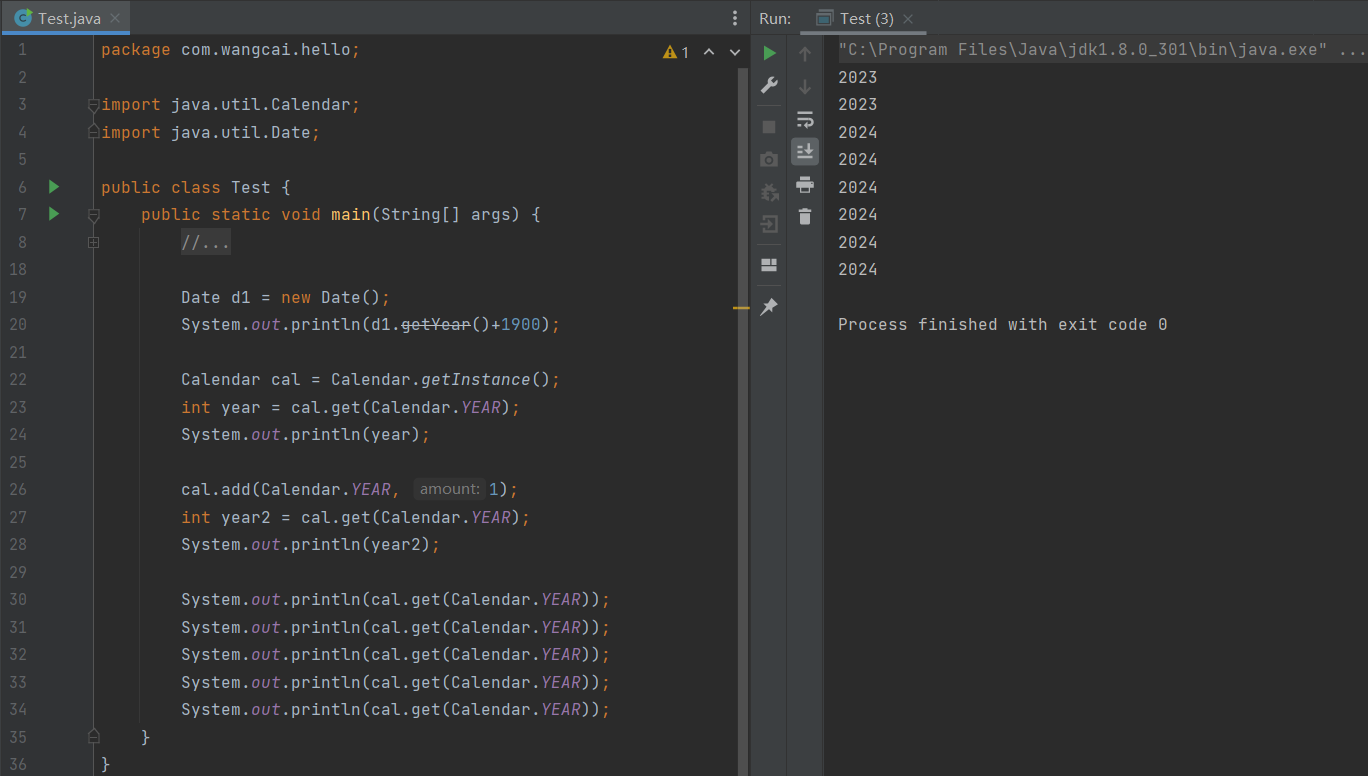 Test.java
1 package com.wangcai.hello;
1
2
3 import java.util.Calendar;
4 import java.util.Date;
5
6 public class Test {
7 public static void main(String[] args) {
8 //...
18
19 Date d1 = new Date();
20 System.out.println(d1.getYear()+1900);
21
22 Calendar cal = Calendar.getInstance();
23 int year = cal.get(Calendar.YEAR);
24 System.out.println(year);
25
26 cal.add(Calendar.YEAR, amount: 1);
27 int year2 = cal.get(Calendar.YEAR);
28 System.out.println(year2);
29
30 System.out.println(cal.get(Calendar.YEAR));
31 System.out.println(cal.get(Calendar.YEAR));
32 System.out.println(cal.get(Calendar.YEAR));
33 System.out.println(cal.get(Calendar.YEAR));
34 System.out.println(cal.get(Calendar.YEAR));
35 }
36 }
Run: Test (3)
"C:\Program Files\Java\jdk1.8.0_301\bin\java.exe" ...
2023
2023
2024
2024
2024
2024
2024
2024
Process finished with exit code 0